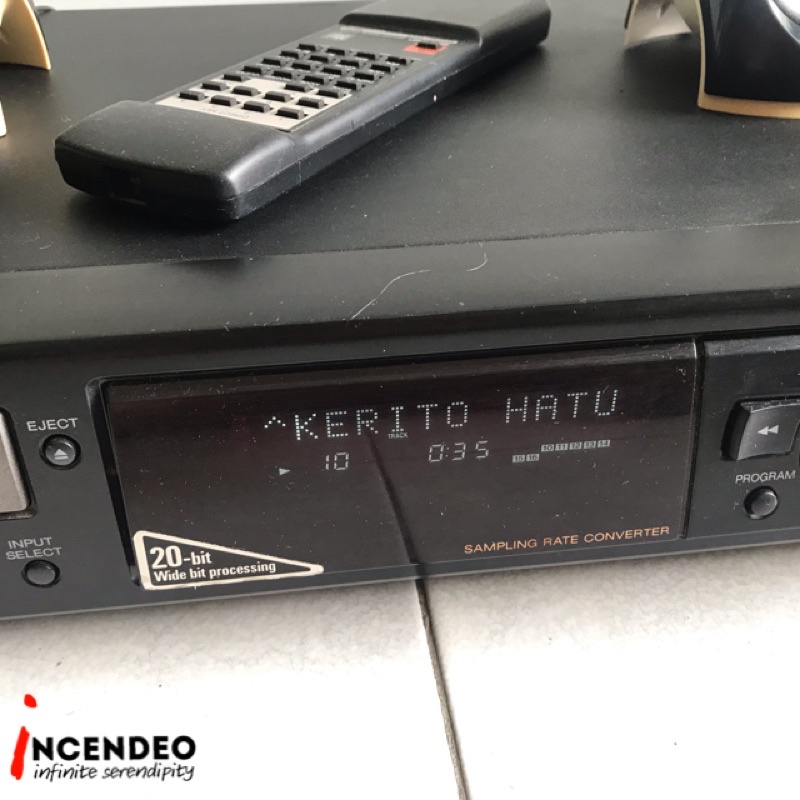 EJECT
^KERITO HATU
TRACK
10 0:35
10 11 12 13 14
15 16
PROGRAM
INPUT
SELECT
20-bit
Wide bit processing
SAMPLING RATE CONVERTER
INCENDEO
infinite serendipity